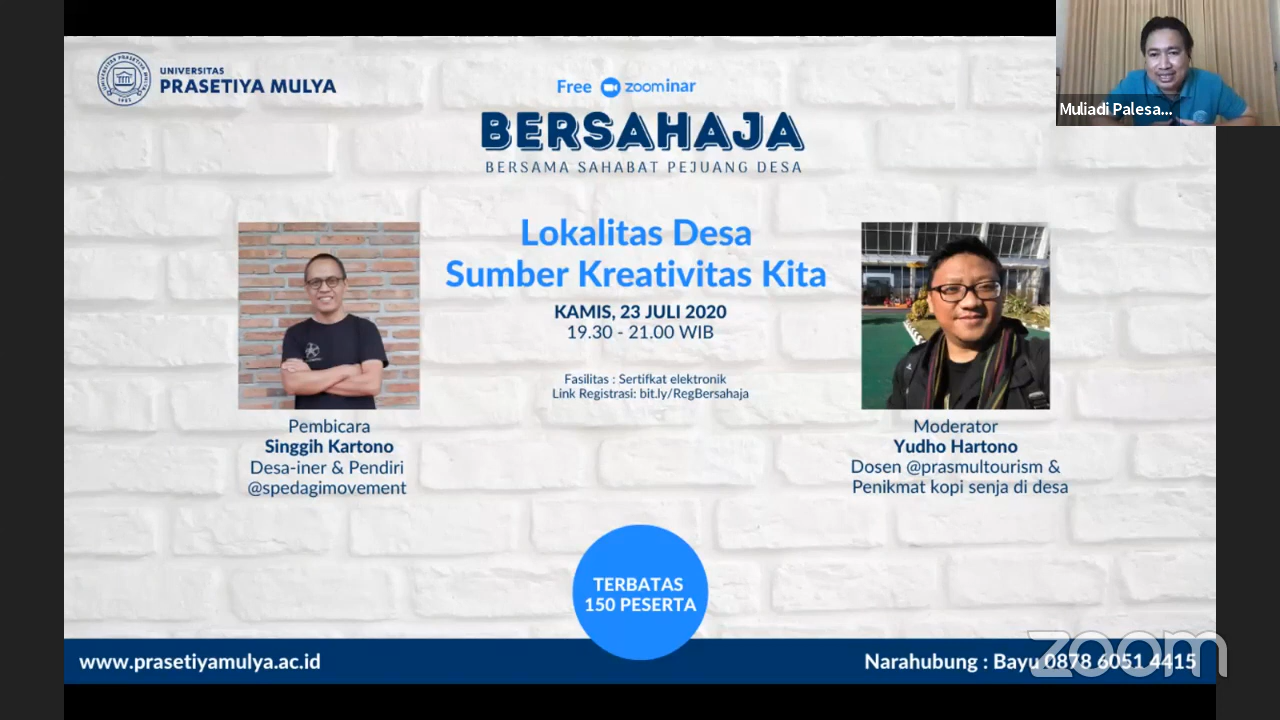 UNIVERSITAS
PRASETIYA MULYA
Free zoominar
BERSAHAJA
BERSAMA SAHABAT PEJUANG DESA
Muliadi Palesa...
Lokalitas Desa
Sumber Kreativitas Kita
KAMIS, 23 JULI 2020
19.30 - 21.00 WIB
Fasilitas : Sertifkat elektronik
Link Registrasi: bit.ly/RegBersahaja
Pembicara
Singgih Kartono
Desa-iner & Pendiri
@spedagimovement
Moderator
Yudho Hartono
Dosen @prasmultourism &
Penikmat kopi senja di desa
TERBATAS
150 PESERTA
www.prasetiyamulya.ac.id
Narahubung : Bayu 0878 6051 4415
zoom